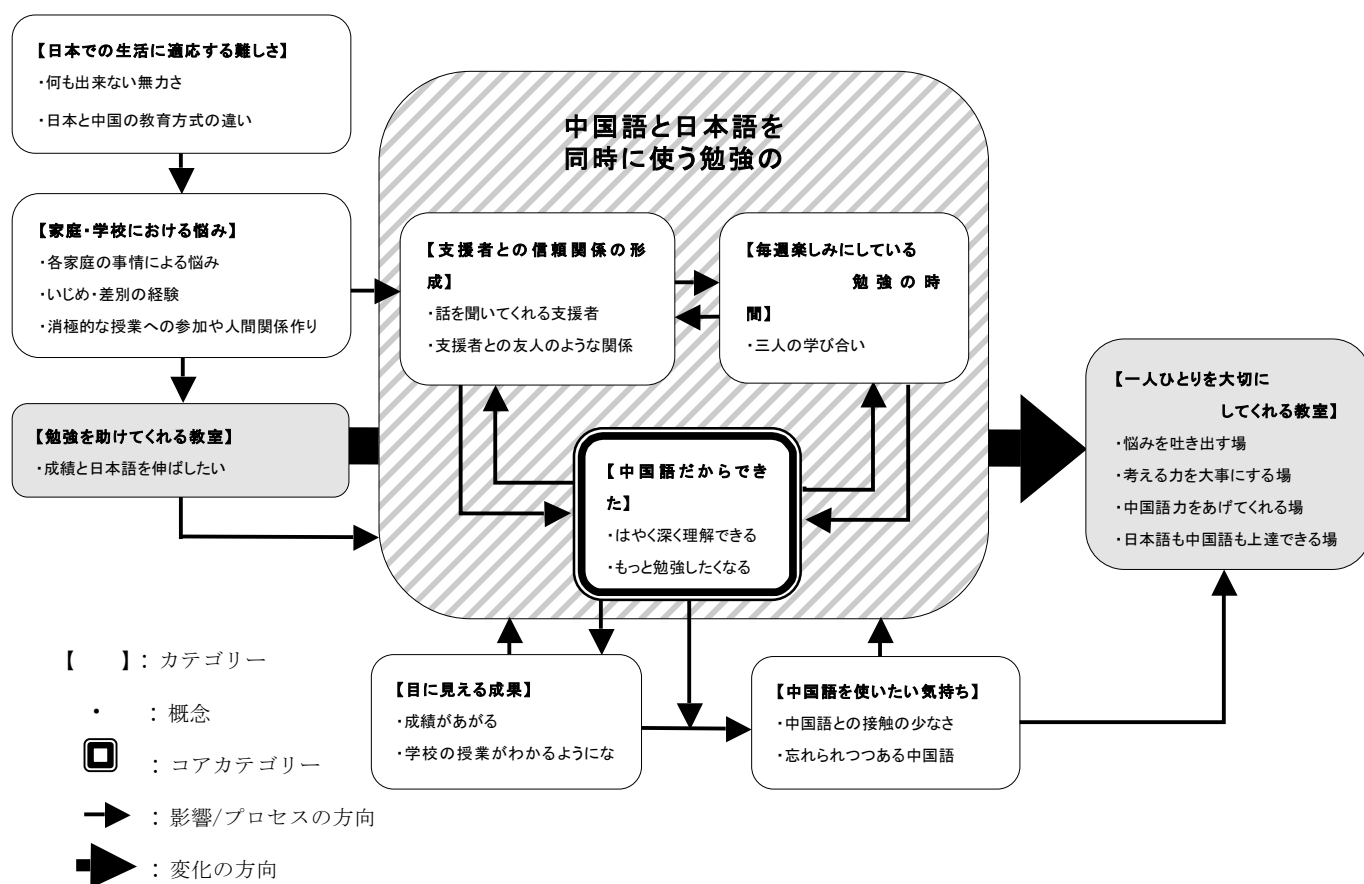 【日本での生活に適応する難しさ】
・何も出来ない無力さ
・日本と中国の教育方式の違い
【家庭・学校における悩み】
・各家庭の事情による悩み
・いじめ・差別の経験
・消極的な授業への参加や人間関係作り
【勉強を助けてくれる教室】
・成績と日本語を伸ばしたい
中国語と日本語を
同時に使う勉強の
【支援者との信頼関係の形
成】
・話を聞いてくれる支援者
・支援者との友人のような関係
【毎週楽しみにしている
勉強の時
間】
・三人の学び合い
【中国語だからでき
た】
・はやく深く理解できる
・もっと勉強したくなる
【目に見える成果】
・成績があがる
・学校の授業がわかるようにな
【中国語を使いたい気持ち】
・中国語との接触の少なさ
・忘れられつつある中国語
【一人ひとりを大切に
してくれる教室】
・悩みを吐き出す場
・考える力を大事にする場
・中国語力をあげてくれる場
・日本語も中国語も上達できる場
【　】：カテゴリー
・：概念
：コアカテゴリー
：影響/プロセスの方向
：変化の方向